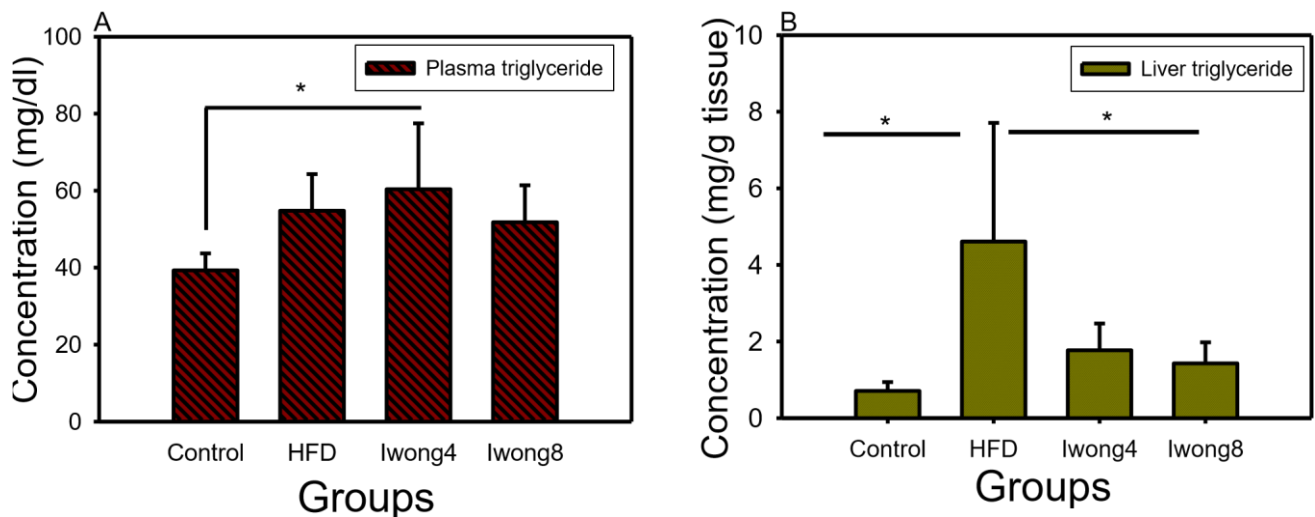 A
Concentration (mg/dl)
100
80
60
40
20
0
Plasma triglyceride
*
Control HFD Iwong4 Iwong8
Groups
B
Concentration (mg/g tissue)
10
8
6
4
2
0
Liver triglyceride
* *
Control HFD Iwong4 Iwong8
Groups